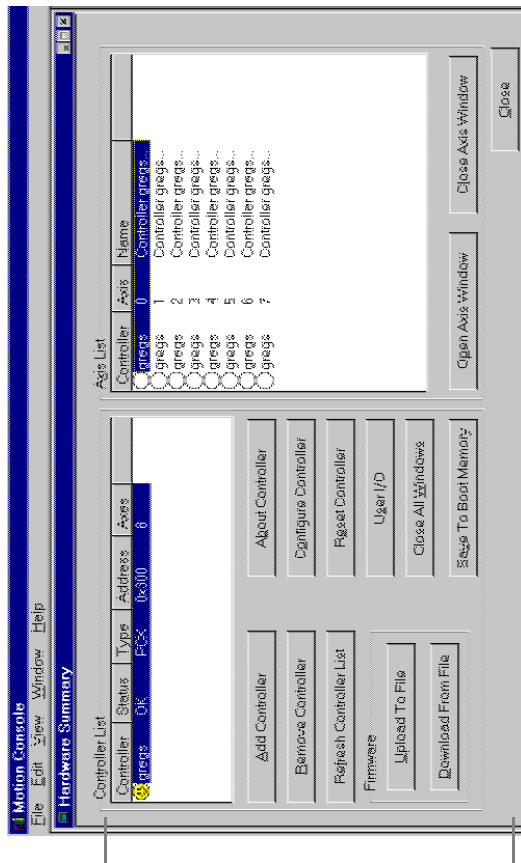 Motion Console
File Edit View Window Help
Hardware Summary
Controller List
Controller Status Type Address Axes
gregs OK PCX
Add Controller
About Controller
Remove Controller
Configure Controller
Refresh Controller List
Reset Controller
Firmware
User I/O
Upload To File
Close All Windows
Download From File
Save To Boot Memory
Axis List
Controller Axis Name
gregs 0 Controller gregs...
gregs 1 Controller gregs...
gregs 2 Controller gregs...
gregs 3 Controller gregs...
gregs 4 Controller gregs...
gregs 5 Controller gregs...
gregs 6 Controller gregs...
gregs 7 Controller gregs...
Open Axis Window
Close Axis Window
Close